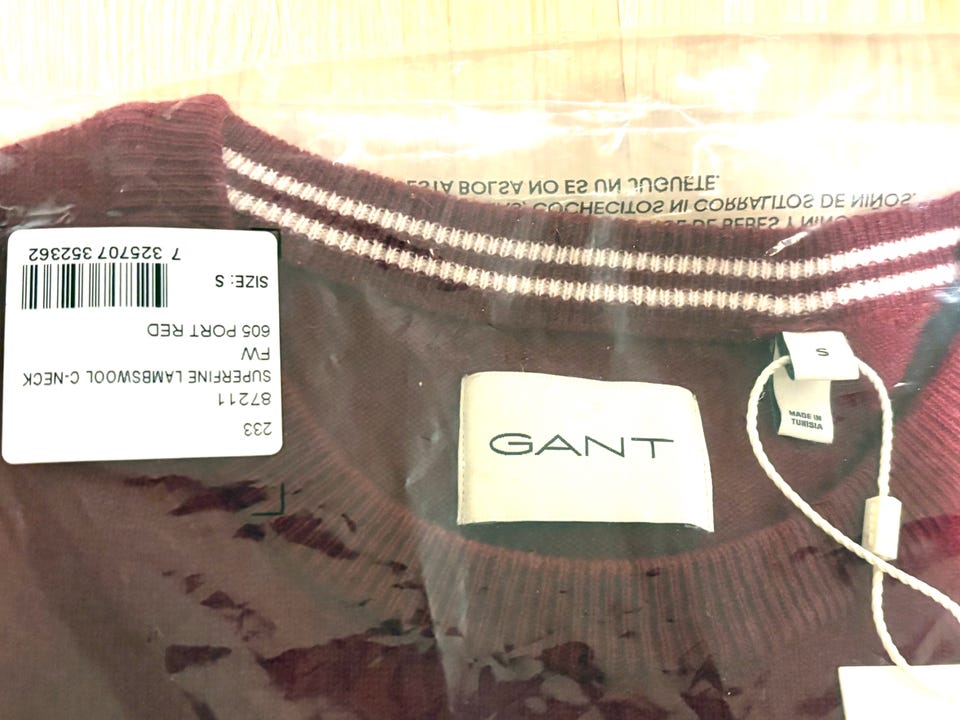 233
87211
SUPERFINE LAMBSWOOL C-NECK
FW
605 PORT RED
SIZE: S
7 325707 352362
GANT
S
MADE IN
TUNISIA
SE DE BEBES Y NIÑO
COCHECITOS NI CORRALITOS DE NIÑOS.
ESTA BOLSA NO ES UN JUGUETE.